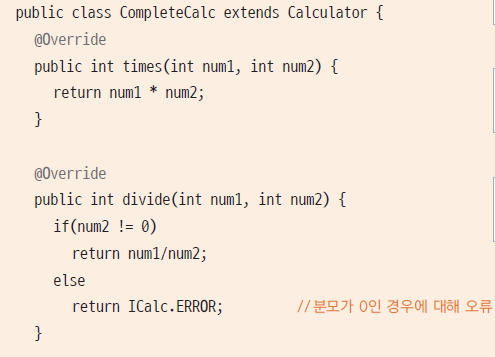 public class CompleteCalc extends Calculator {
@Override
public int times(int num1, int num2) {
return num1 * num2;
}
@Override
public int divide(int num1, int num2) {
if(num2 != 0)
return num1/num2;
else
return ICalc.ERROR; //분모가 0인 경우에 대해 오류
}